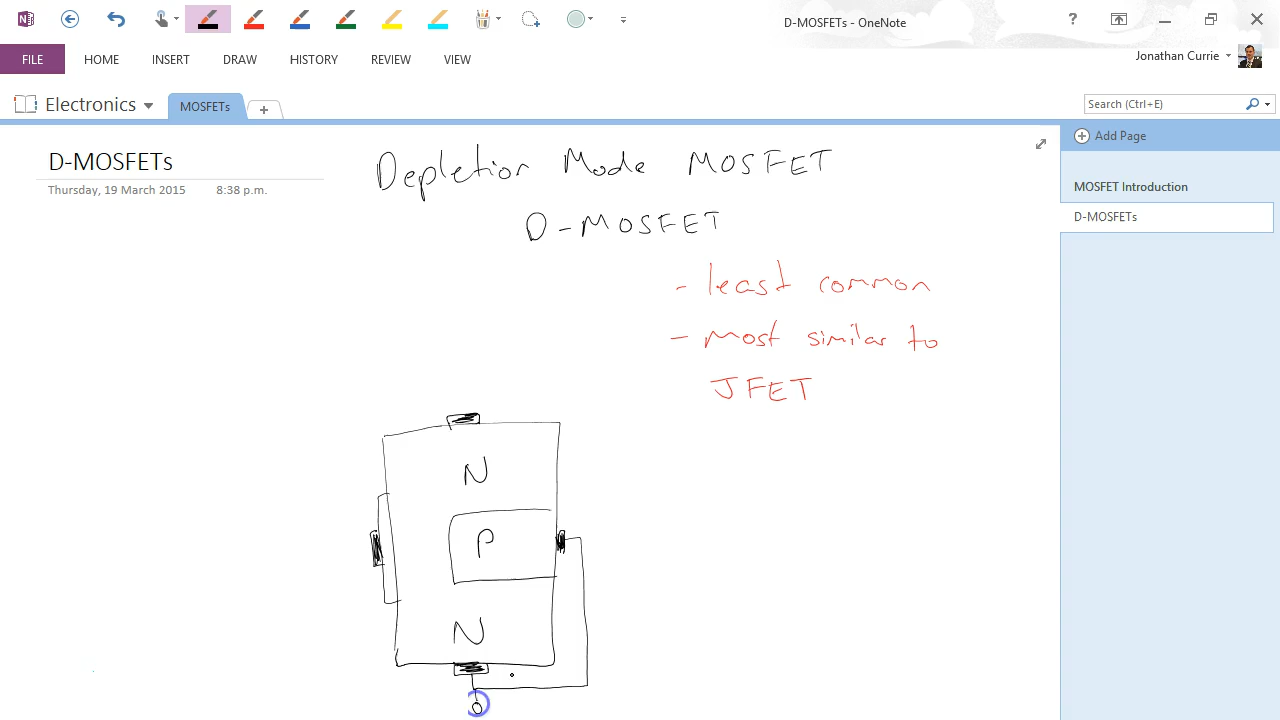 D-MOSFETs - OneNote
?
Jonathan Currie
FILE HOME INSERT DRAW HISTORY REVIEW VIEW
Electronics
MOSFETs
Search (Ctrl+E)
Add Page
MOSFET Introduction
D-MOSFETs
D-MOSFETs
Thursday, 19 March 2015 8:38 p.m.
Depletion Mode MOSFET
D-MOSFET
- least common
- most similar to
JFET
N
P
N